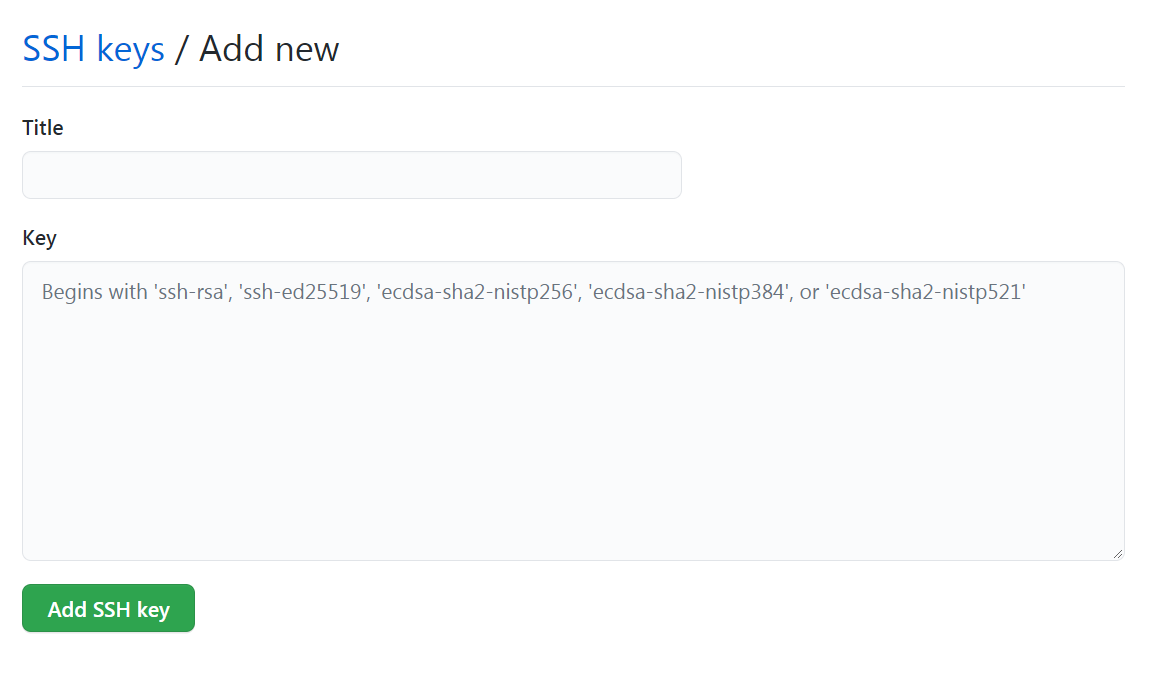 SSH keys / Add new
Title
Key
Begins with 'ssh-rsa', 'ssh-ed25519', 'ecdsa-sha2-nistp256', 'ecdsa-sha2-nistp384', or 'ecdsa-sha2-nistp521'
Add SSH key